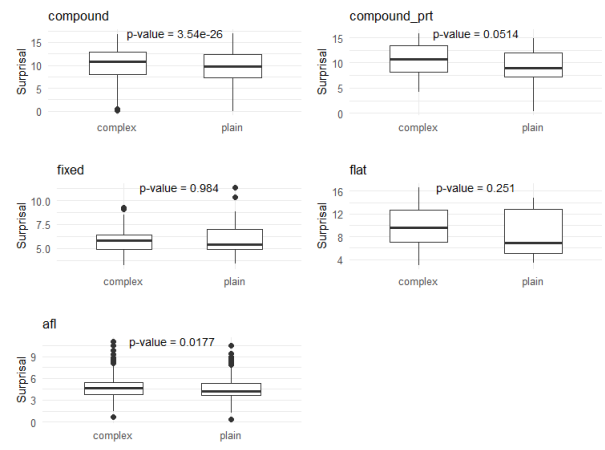 compound
p-value = 3.54e-26
Surprisal
15
10
5
0
complex
plain
compound_prt
p-value = 0.0514
Surprisal
15
10
5
0
complex
plain
fixed
p-value = 0.984
Surprisal
10.0
7.5
5.0
complex
plain
flat
p-value = 0.251
Surprisal
16
12
8
4
complex
plain
afl
p-value = 0.0177
Surprisal
9
6
3
0
complex
plain